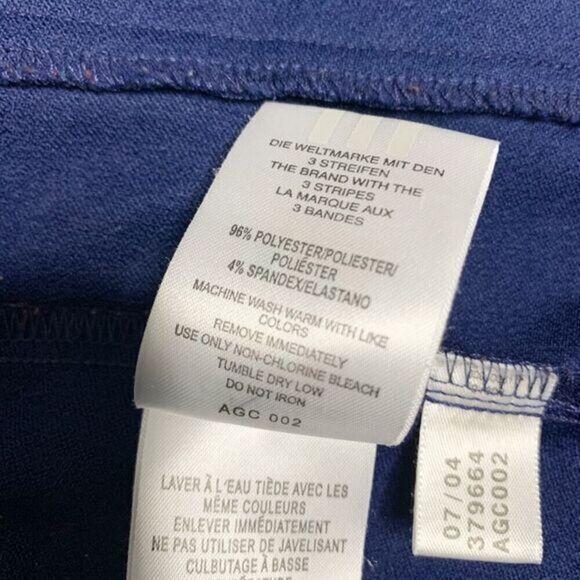 DIE WELTMARKE MIT DEN
3 STREIFEN
THE BRAND WITH THE
3 STRIPES
LA MARQUE AUX
3 BANDES
96% POLYESTER/POLIESTER/
POLIÉSTER
4% SPANDEX/ELASTANO
MACHINE WASH WARM WITH LIKE
COLORS
REMOVE IMMEDIATELY
USE ONLY NON-CHLORINE BLEACH
TUMBLE DRY LOW
DO NOT IRON
AGC 002
LAVER À L'EAU TIÈDE AVEC LES
MÊME COULEURS
ENLEVER IMMÉDIATEMENT
NE PAS UTILISER DE JAVELISANT
CULBUTAGE À BASSE
07/04
379664
AGC002